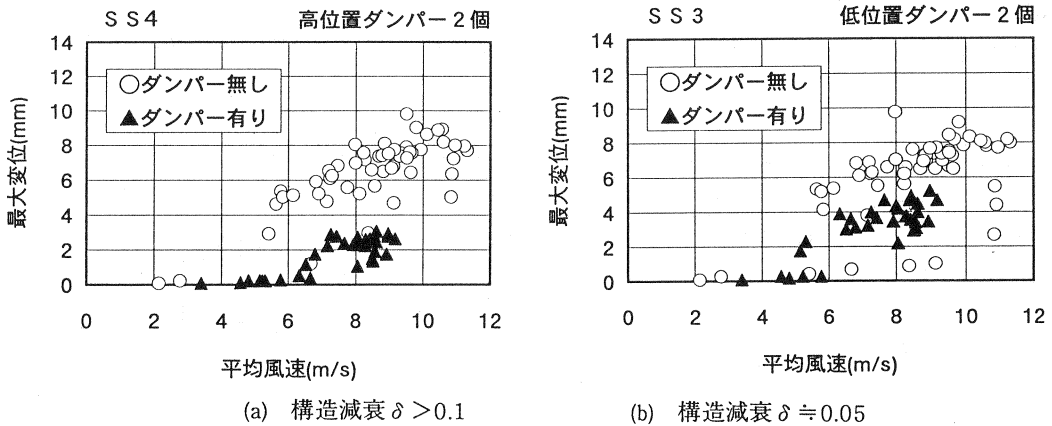 SS4 高位置ダンパー2個
14
12
10
8
6
4
2
0
最大変位(mm)
○ダンパー無し
▲ダンパー有り
0 2 4 6 8 10 12
平均風速(m/s)
(a) 構造減衰δ>0.1
SS3 低位置ダンパー2個
14
12
10
8
6
4
2
0
最大変位(mm)
○ダンパー無し
▲ダンパー有り
0 2 4 6 8 10 12
平均風速(m/s)
(b) 構造減衰δ≒0.05